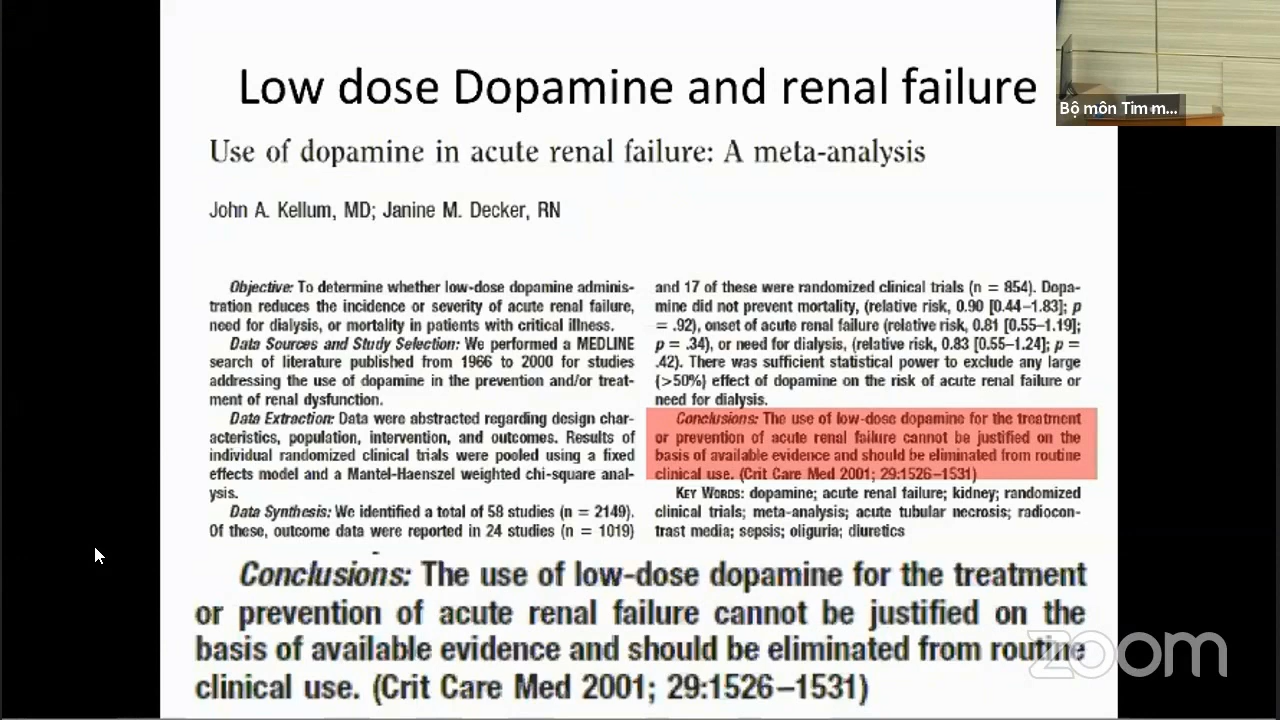 Low dose Dopamine and renal failure
Bộ môn Tim m...
Use of dopamine in acute renal failure: A meta-analysis
John A. Kellum, MD; Janine M. Decker, RN
Objective: To determine whether low-dose dopamine adminis-
tration reduces the incidence or severity of acute renal failure,
need for dialysis, or mortality in patients with critical illness.
Data Sources and Study Selection: We performed a MEDLINE
search of literature published from 1966 to 2000 for studies
addressing the use of dopamine in the prevention and/or treat-
ment of renal dysfunction.
Data Extraction: Data were abstracted regarding design char-
acteristics, population, intervention, and outcomes. Results of
individual randomized clinical trials were pooled using a fixed
effects model and a Mantel-Haenszel weighted chi-square anal-
ysis.
Data Synthesis: We identified a total of 58 studies (n = 2149).
Of these, outcome data were reported in 24 studies (n = 1019)
and 17 of these were randomized clinical trials (n = 854). Dopa-
mine did not prevent mortality, (relative risk, 0.90 [0.44–1.83]; p
= .92), onset of acute renal failure (relative risk, 0.81 [0.55–1.19];
p = .34), or need for dialysis, (relative risk, 0.83 [0.55–1.24]; p =
.42). There was sufficient statistical power to exclude any large
(>50%) effect of dopamine on the risk of acute renal failure or
need for dialysis.
Conclusions: The use of low-dose dopamine for the treatment
or prevention of acute renal failure cannot be justified on the
basis of available evidence and should be eliminated from routine
clinical use. (Crit Care Med 2001; 29:1526–1531)
KEY WORDS: dopamine; acute renal failure; kidney; randomized
clinical trials; meta-analysis; acute tubular necrosis; radiocon-
trast media; sepsis; oliguria; diuretics
Conclusions: The use of low-dose dopamine for the treatment
or prevention of acute renal failure cannot be justified on the
basis of available evidence and should be eliminated from routine
clinical use. (Crit Care Med 2001; 29:1526–1531)
zoom